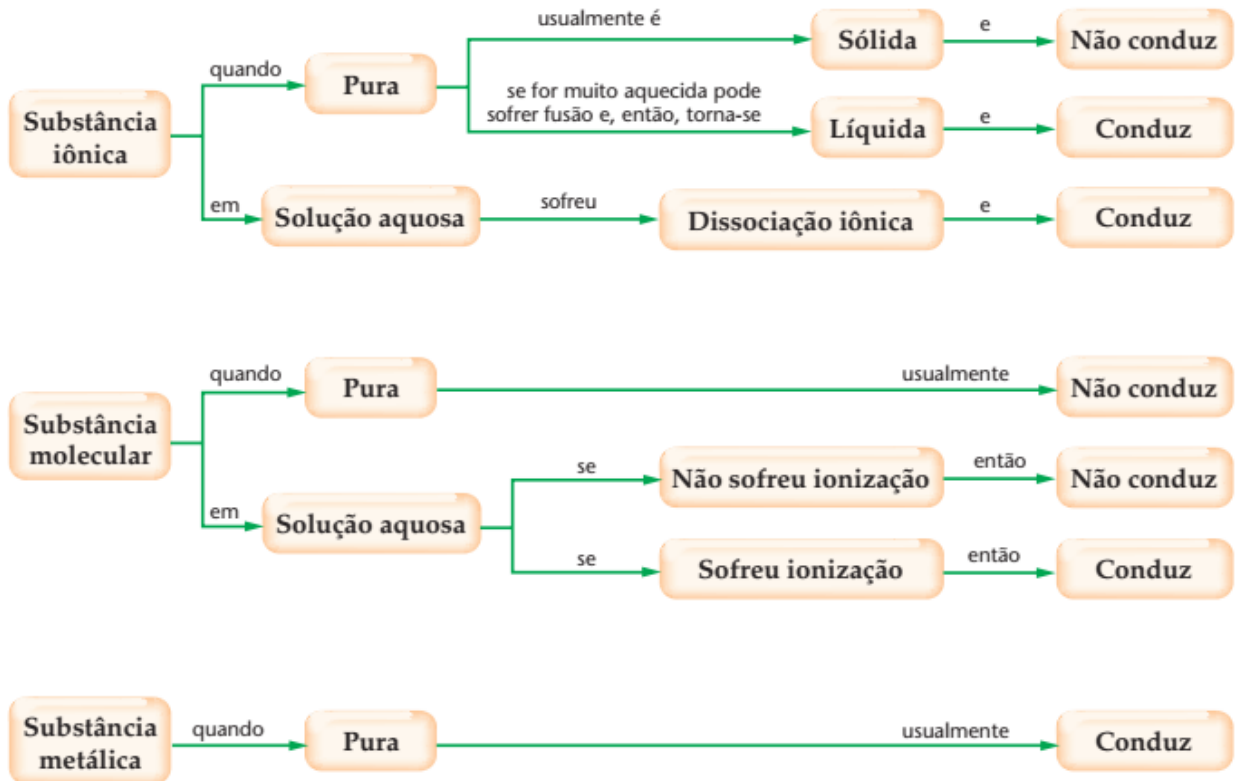 usualmente é
Sólida
e
Não conduz
quando
Pura
se for muito aquecida pode
sofrer fusão e, então, torna-se
Líquida
e
Conduz
Substância
iônica
em
Solução aquosa
sofreu
Dissociação iônica
e
Conduz
quando
Pura
usualmente
Não conduz
Substância
molecular
em
Solução aquosa
se
Não sofreu ionização
então
Não conduz
se
Sofreu ionização
então
Conduz
Substância
metálica
quando
Pura
usualmente
Conduz